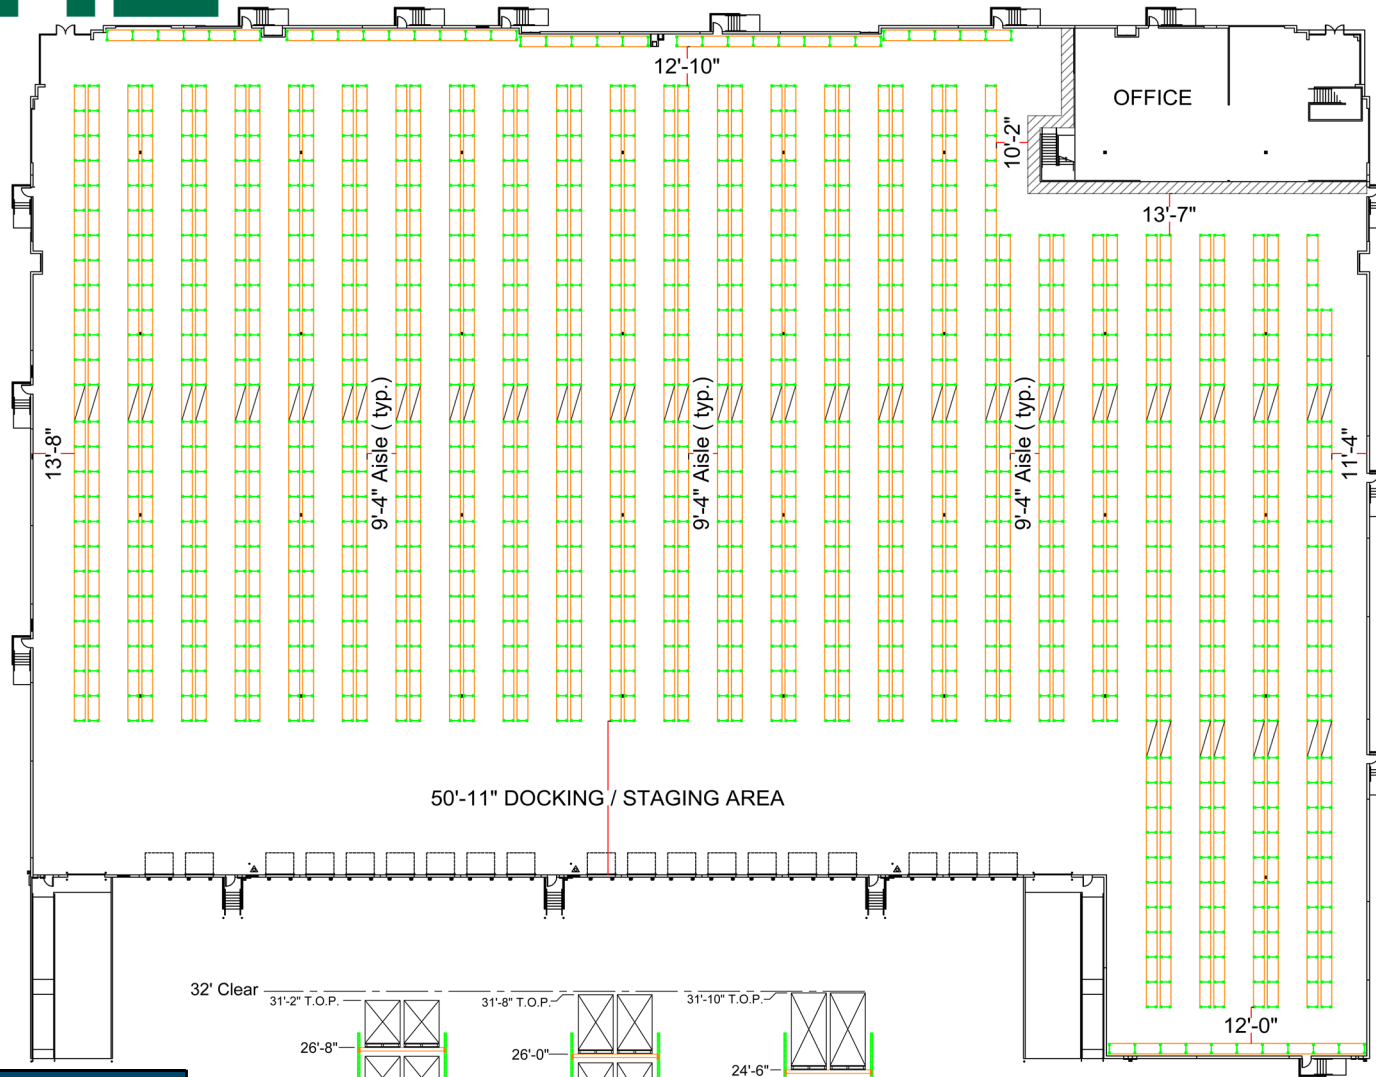 12'-10"
OFFICE
10'-2"
13'-7"
9'-4" Aisle ( typ.)
9'-4" Aisle ( typ.)
9'-4" Aisle ( typ.)
13'-8"
11'-4"
50'-11" DOCKING / STAGING AREA
32' Clear
31'-2" T.O.P.
31'-8" T.O.P.
31'-10" T.O.P.
12'-0"
26'-8"
26'-0"
24'-6"